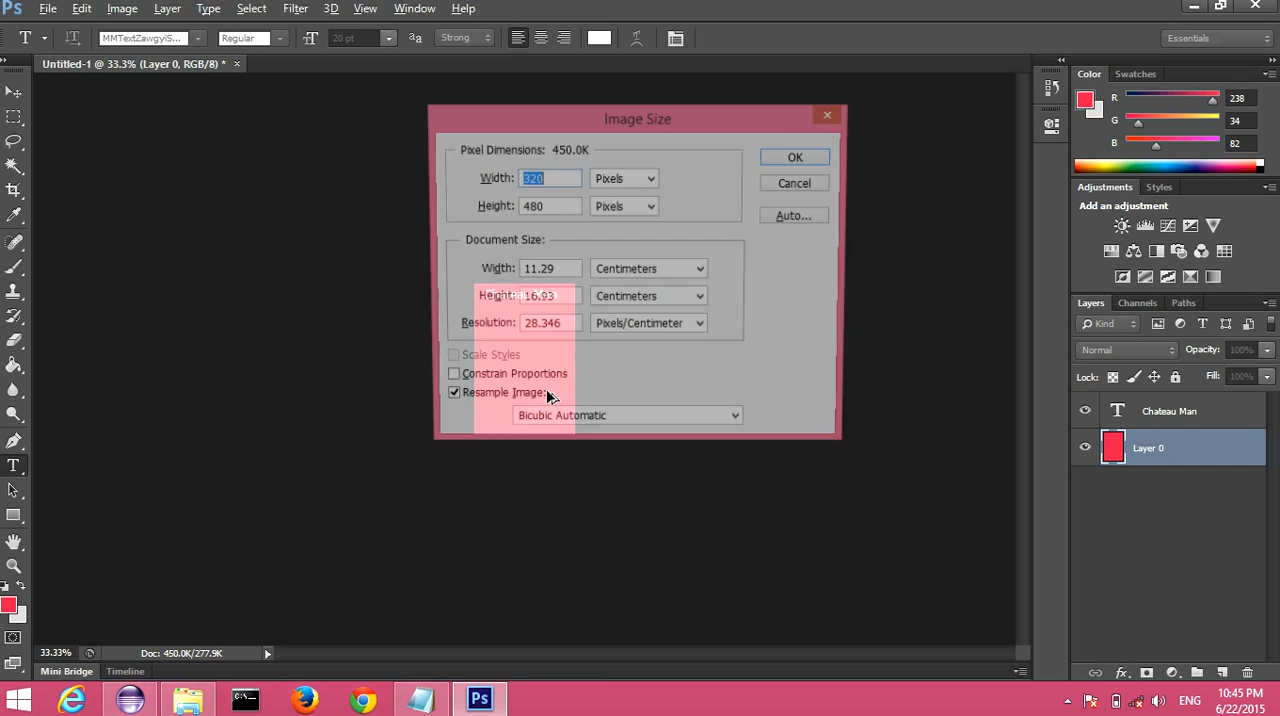 Ps File Edit Image Layer Type Select Filter 3D View Window Help
T MMTextZawgyiS... Regular 20 pt aa Strong Essentials
Untitled-1 @ 33.3% (Layer 0, RGB/8) * ×
Image Size
Pixel Dimensions: 450.0K
Width: 320 Pixels
Height: 480 Pixels
OK
Cancel
Auto...
Document Size:
Width: 11.29 Centimeters
Height: 16.93 Centimeters
Resolution: 28.346 Pixels/Centimeter
Scale Styles
Constrain Proportions
Resample Image:
Bicubic Automatic
Color Swatches
R 238
G 34
B 82
Adjustments Styles
Add an adjustment
Layers Channels Paths
Kind
Normal Opacity: 100%
Lock: Fill: 100%
T Chateau Man
Layer 0
33.33% Doc: 450.0K/277.9K
Mini Bridge Timeline
Ps ENG 10:45 PM
6/22/2015